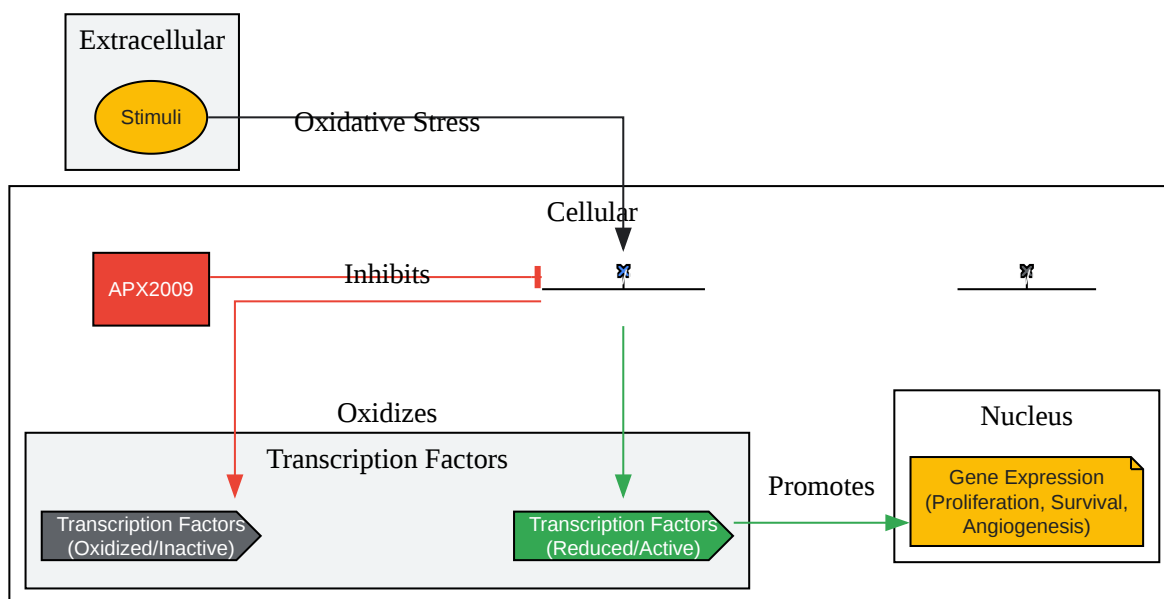 Extracellular
Stimuli
Oxidative Stress
Cellular
APX2009
Inhibits
Oxidizes
Transcription Factors
Transcription Factors
(Oxidized/Inactive)
Transcription Factors
(Reduced/Active)
Promotes
Nucleus
Gene Expression
(Proliferation, Survival,
Angiogenesis)